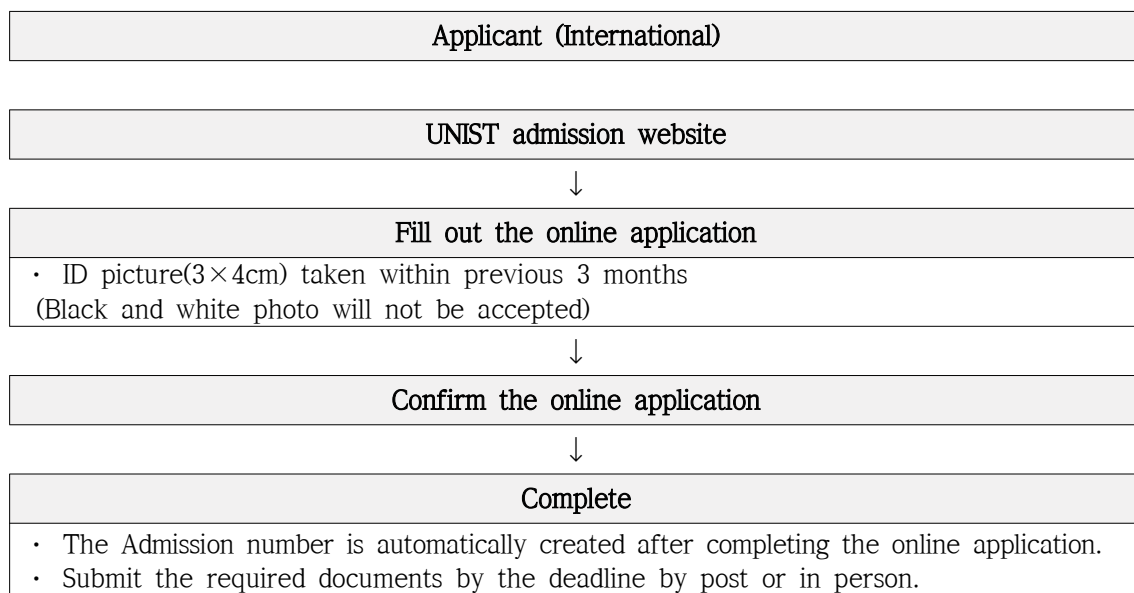 Applicant (International)
UNIST admission website
↓
Fill out the online application
· ID picture(3×4cm) taken within previous 3 months
(Black and white photo will not be accepted)
↓
Confirm the online application
↓
Complete
· The Admission number is automatically created after completing the online application.
· Submit the required documents by the deadline by post or in person.